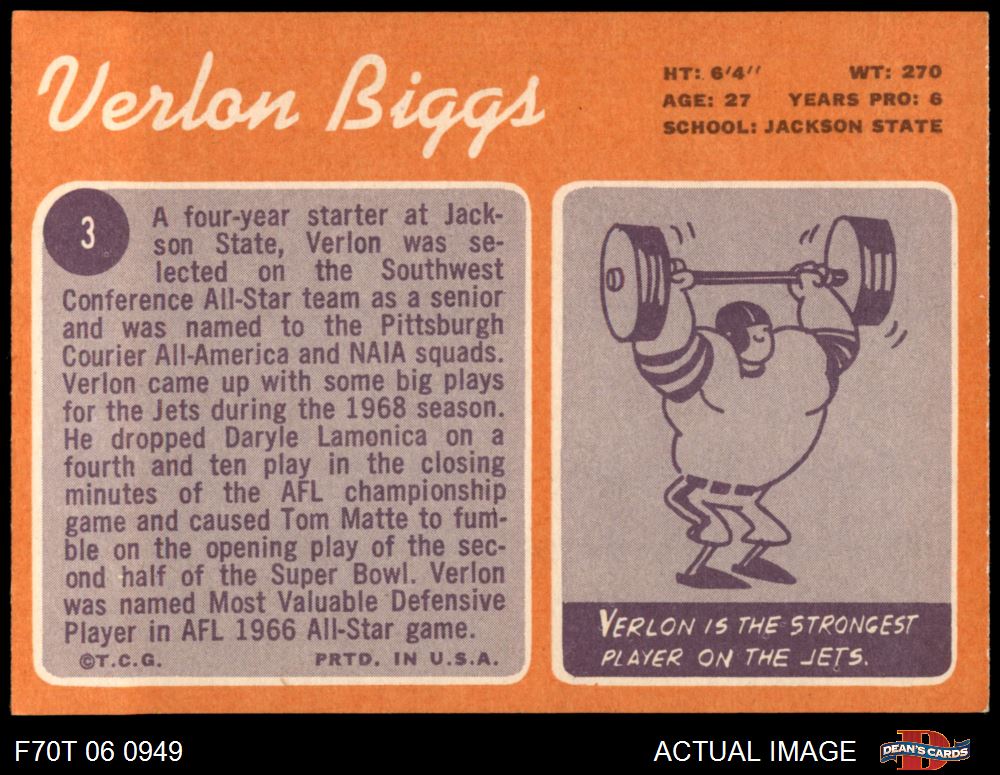 Verlon Biggs
HT: 6'4" WT: 270
AGE: 27 YEARS PRO: 6
SCHOOL: JACKSON STATE
3
A four-year starter at Jack-
son State, Verlon was se-
lected on the Southwest
Conference All-Star team as a senior
and was named to the Pittsburgh
Courier All-America and NAIA squads.
Verlon came up with some big plays
for the Jets during the 1968 season.
He dropped Daryle Lamonica on a
fourth and ten play in the closing
minutes of the AFL championship
game and caused Tom Matte to fum-
ble on the opening play of the sec-
ond half of the Super Bowl. Verlon
was named Most Valuable Defensive
Player in AFL 1966 All-Star game.
©T.C.G. PRTD. IN U.S.A.
VERLON IS THE STRONGEST
PLAYER ON THE JETS.
F70T 06 0949 ACTUAL IMAGE
D
DEAN'S CARDS